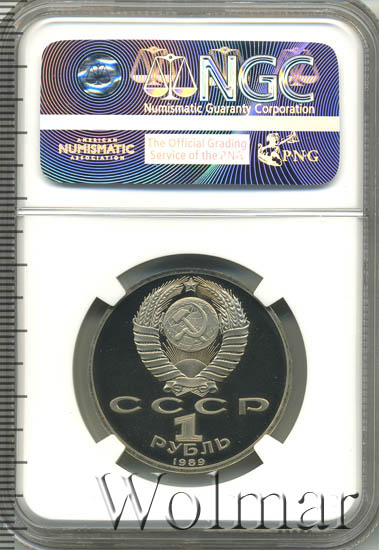 NGC
Numismatic Guaranty Corporation
AMERICAN
NUMISMATIC
ASSOCIATION
The Official Grading
Service of the PNG
PNG
СССР
1
РУБЛЬ
1989
Wolmar